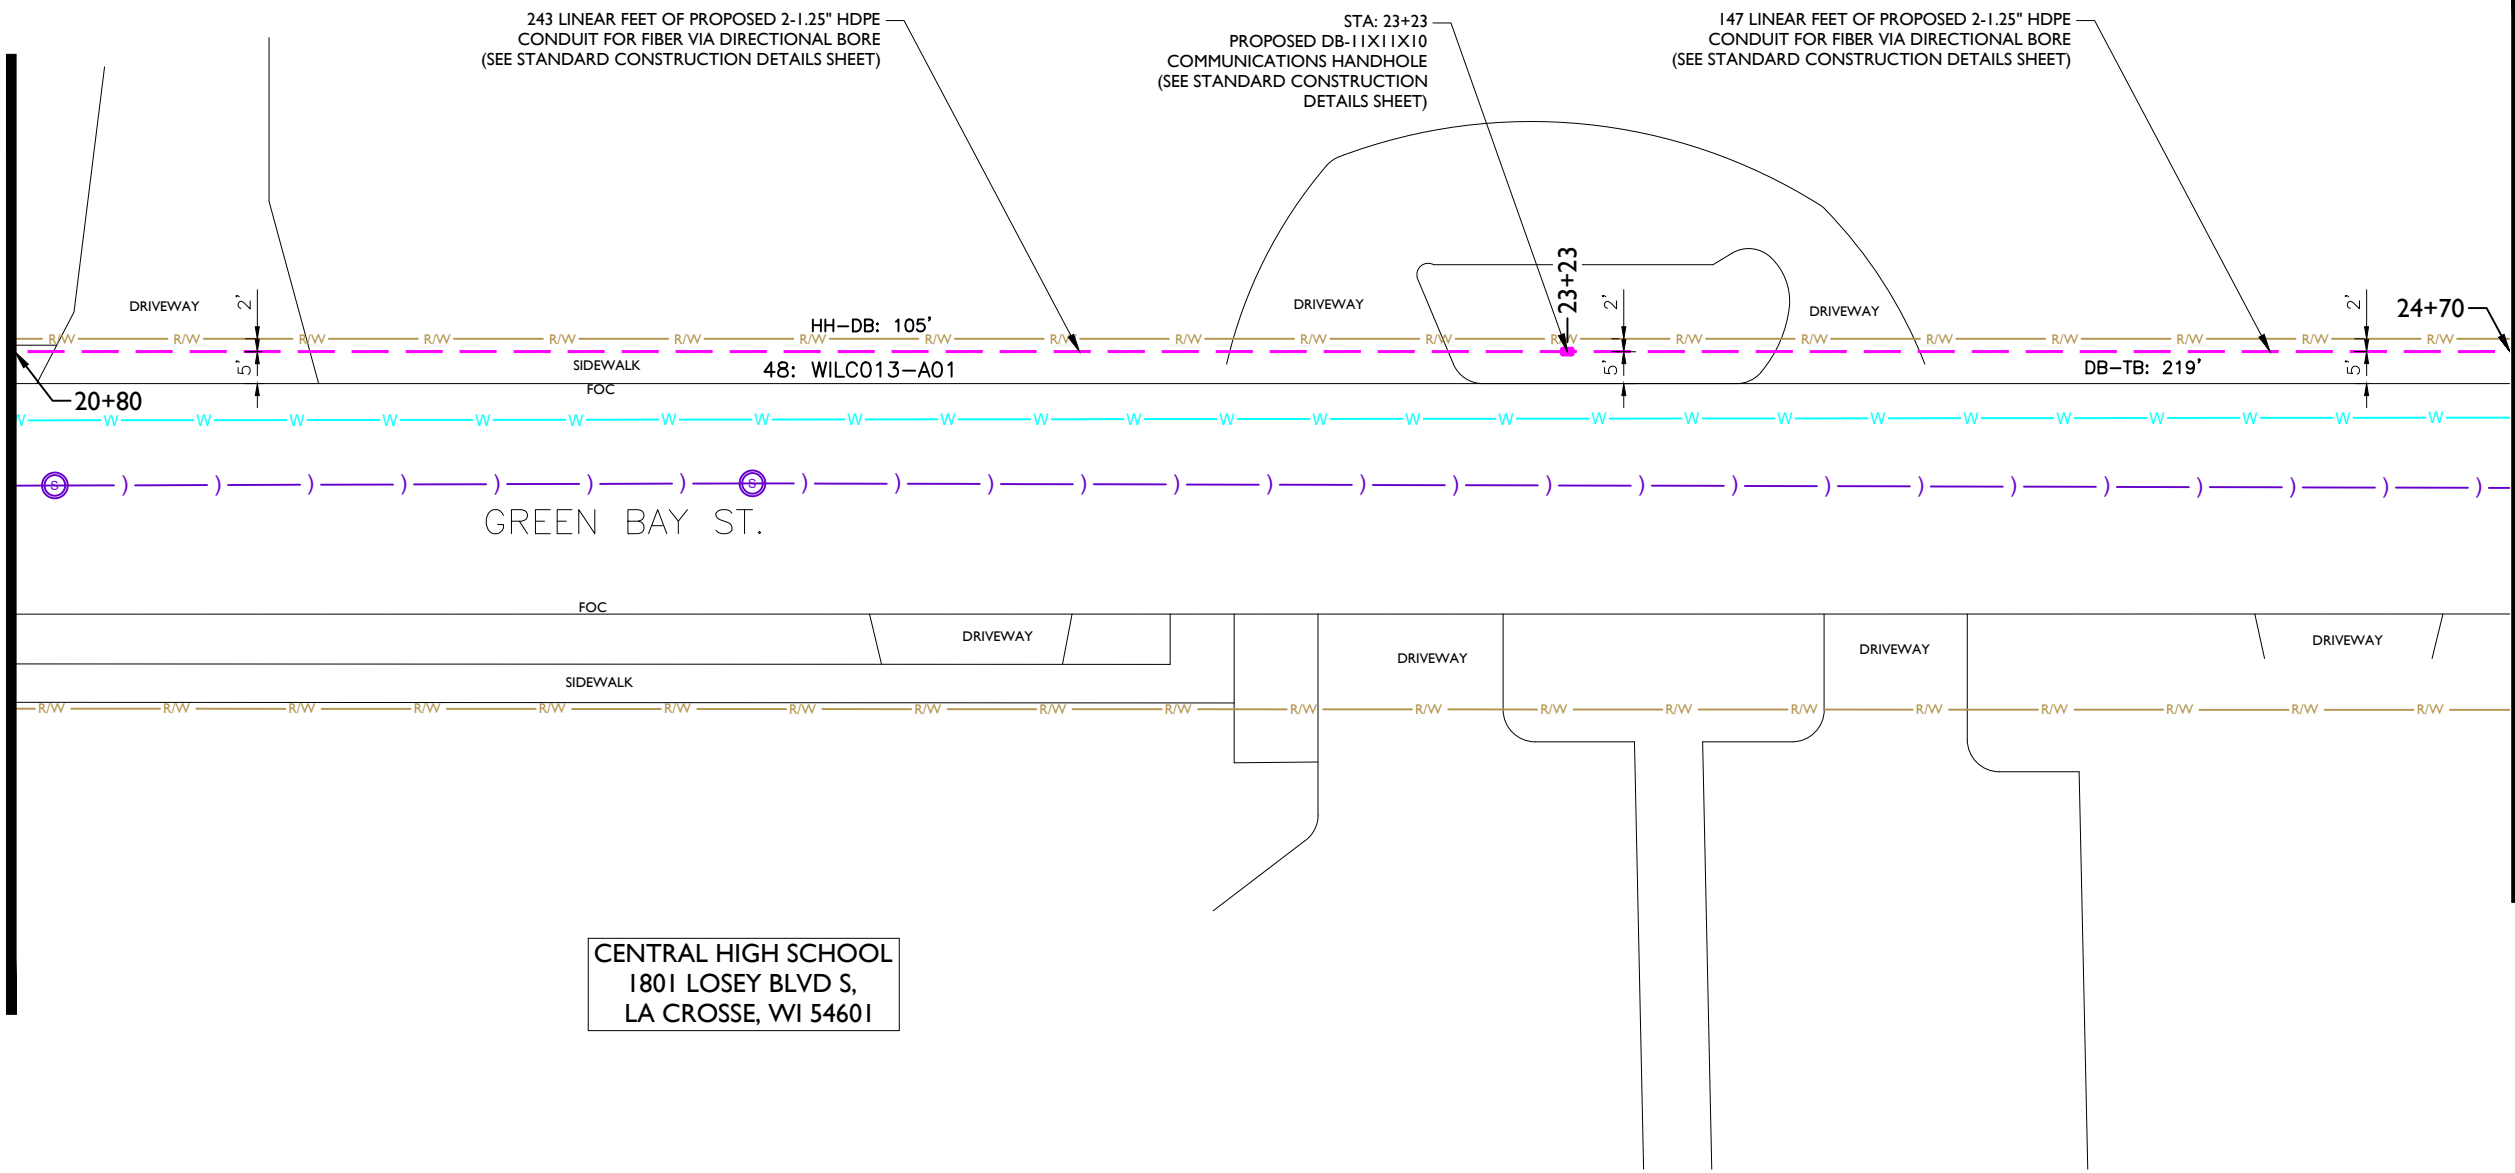 243 LINEAR FEET OF PROPOSED 2-1.25" HDPE
CONDUIT FOR FIBER VIA DIRECTIONAL BORE
(SEE STANDARD CONSTRUCTION DETAILS SHEET)
STA: 23+23
PROPOSED DB-11X11X10
COMMUNICATIONS HANDHOLE
(SEE STANDARD CONSTRUCTION
DETAILS SHEET)
147 LINEAR FEET OF PROPOSED 2-1.25" HDPE
CONDUIT FOR FIBER VIA DIRECTIONAL BORE
(SEE STANDARD CONSTRUCTION DETAILS SHEET)
23+23
DRIVEWAY
2'
DRIVEWAY
2'
DRIVEWAY
2'
24+70
HH-DB: 105'
R/W R/W R/W R/W R/W R/W R/W R/W R/W R/W R/W R/W R/W R/W R/W R/W R/W R/W R/W R/W
5'
SIDEWALK
48: WILC013-A01
5'
DB-TB: 219'
5'
FOC
20+80
W W W W W W W W W W W W W W W W W W W W W W W W W W W
S ) ) ) ) ) ) ) S ) ) ) ) ) ) ) ) ) ) ) ) ) ) ) ) ) ) )
GREEN BAY ST.
FOC
DRIVEWAY
DRIVEWAY
DRIVEWAY
DRIVEWAY
SIDEWALK
R/W R/W R/W R/W R/W R/W R/W R/W R/W R/W R/W R/W R/W R/W R/W R/W R/W R/W R/W R/W
CENTRAL HIGH SCHOOL
1801 LOSEY BLVD S,
LA CROSSE, WI 54601